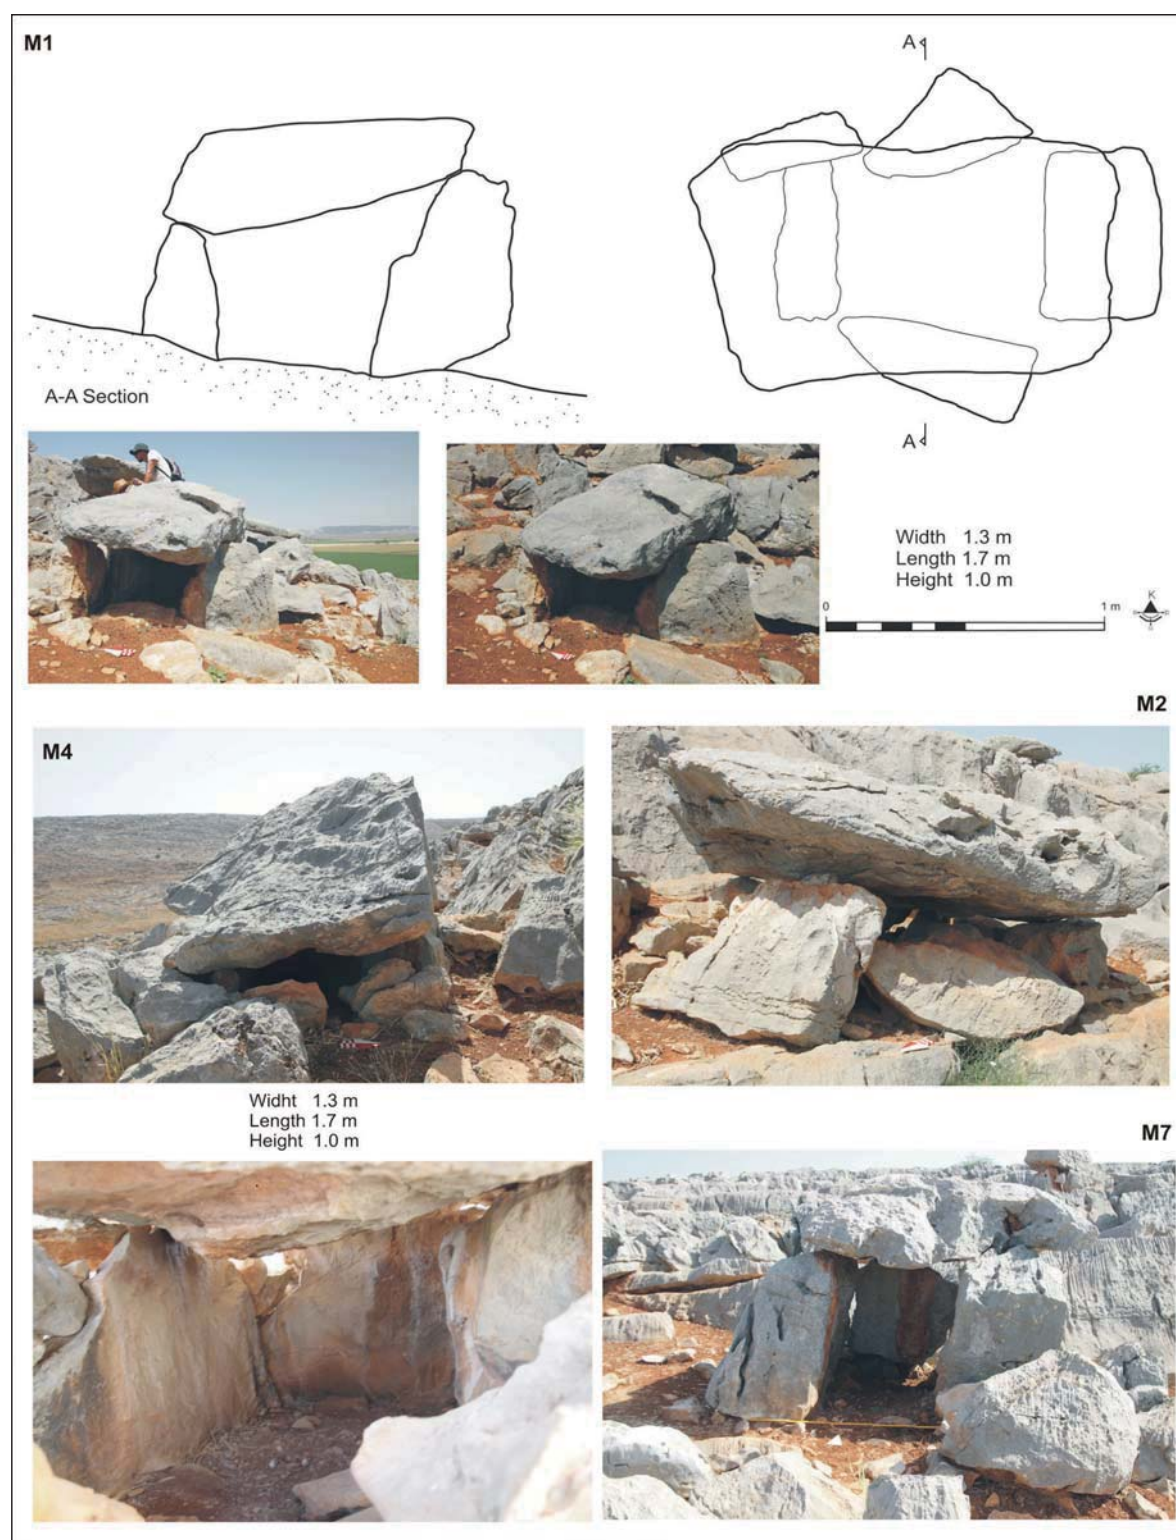 M1
A
A-A Section
A
Width 1.3 m
Length 1.7 m
Height 1.0 m
0 1 m
K
M2
M4
Widht 1.3 m
Length 1.7 m
Height 1.0 m
M7